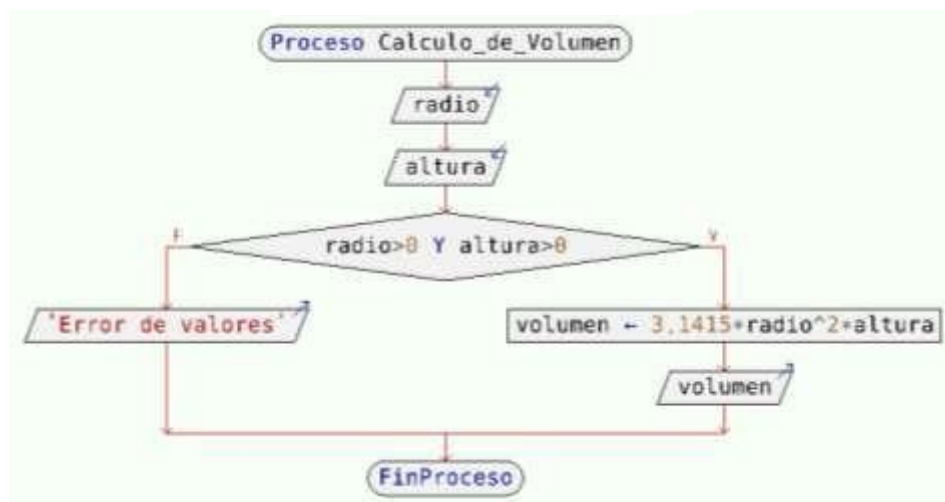 Proceso Calculo_de_Volumen
radio
altura
F
radio>0 Y altura>0
V
'Error de valores'
volumen ← 3.1415*radio^2*altura
volumen
FinProceso